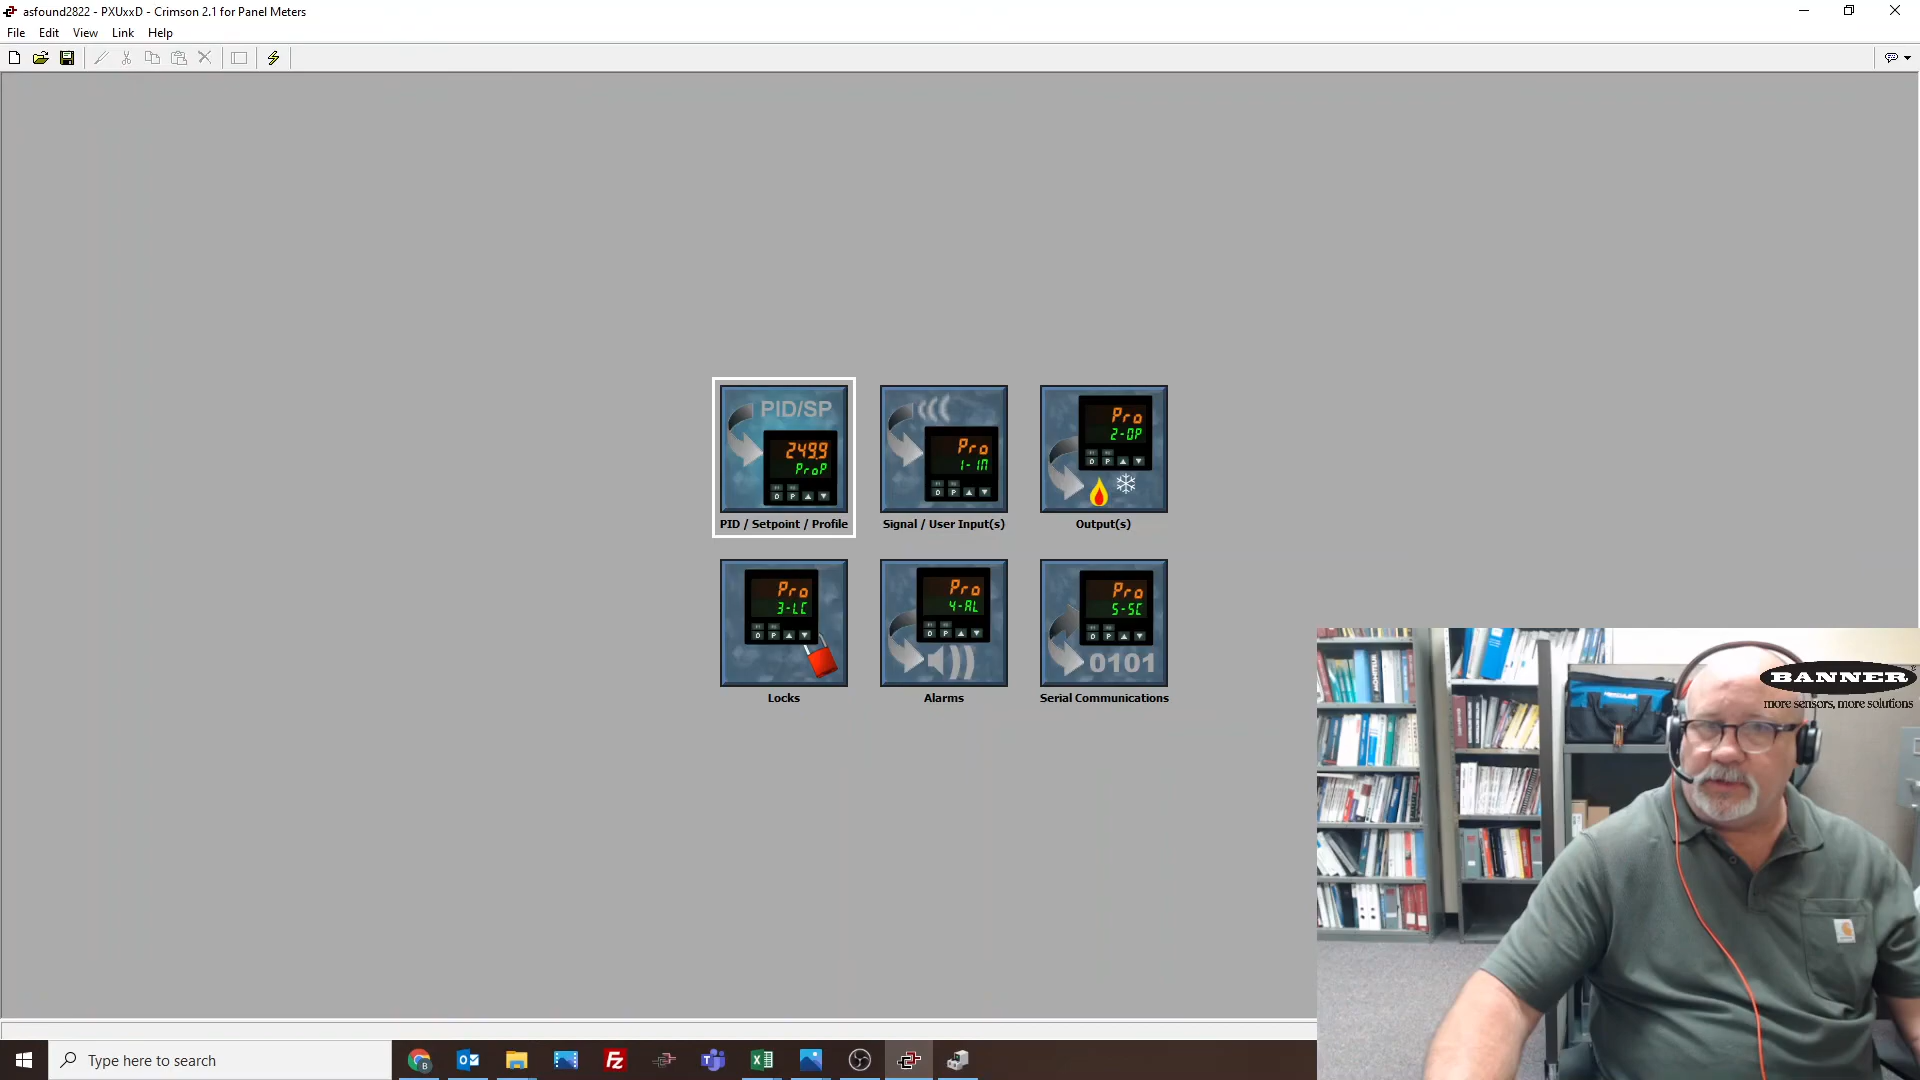 asfound2822 - PXUxxD - Crimson 2.1 for Panel Meters
File Edit View Link Help
PID/SP
249.9
ProP
D P
Pro
1-IN
D P
Pro
2-OP
D P
PID / Setpoint / Profile
Signal / User Input(s)
Output(s)
Pro
3-LC
D P
Pro
4-AL
D P
Pro
5-SC
D P
0101
Locks
Alarms
Serial Communications
BANNER
more sensors, more solutions
Type here to search